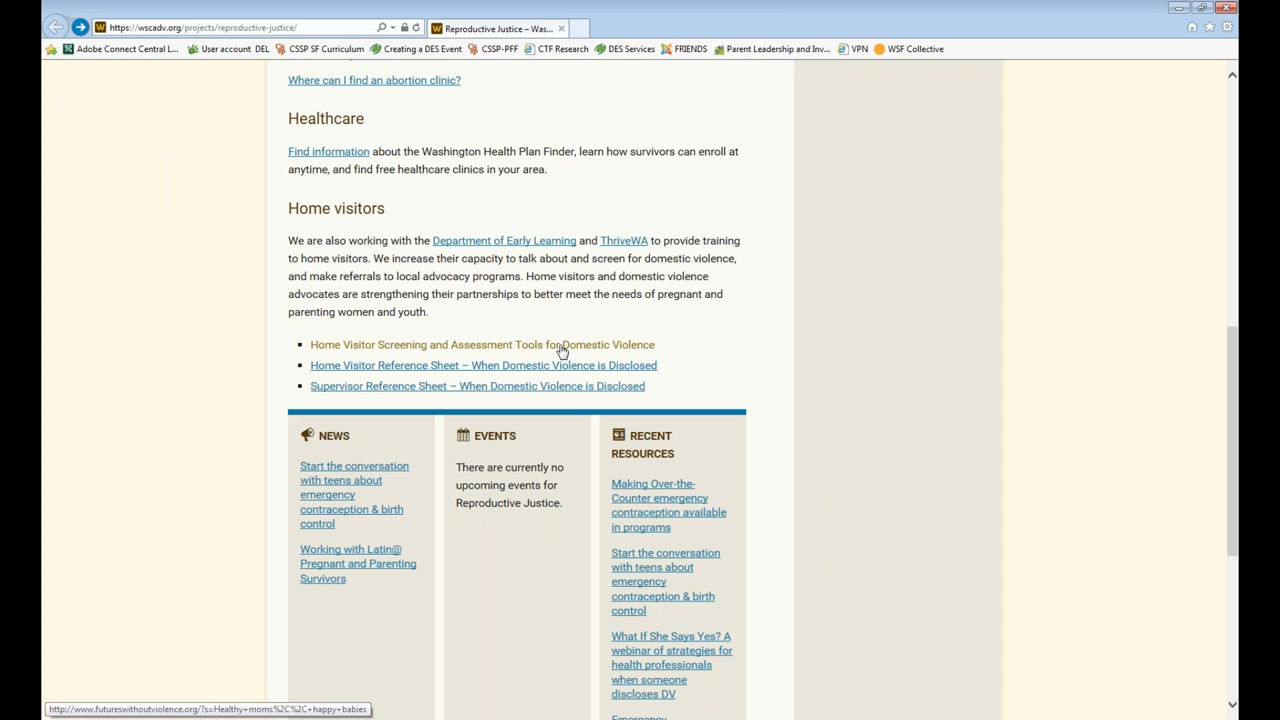 https://wscadv.org/projects/reproductive-justice/
Reproductive Justice – Was...
Adobe Connect Central L... User account DEL CSSP SF Curriculum Creating a DES Event CSSP-PFF CTF Research DES Services FRIENDS Parent Leadership and Inv... VPN WSF Collective
Where can I find an abortion clinic?
Healthcare
Find information about the Washington Health Plan Finder, learn how survivors can enroll at
anytime, and find free healthcare clinics in your area.
Home visitors
We are also working with the Department of Early Learning and ThriveWA to provide training
to home visitors. We increase their capacity to talk about and screen for domestic violence,
and make referrals to local advocacy programs. Home visitors and domestic violence
advocates are strengthening their partnerships to better meet the needs of pregnant and
parenting women and youth.
Home Visitor Screening and Assessment Tools for Domestic Violence
Home Visitor Reference Sheet – When Domestic Violence is Disclosed
Supervisor Reference Sheet – When Domestic Violence is Disclosed
NEWS
Start the conversation
with teens about
emergency
contraception & birth
control
Working with Latin@
Pregnant and Parenting
Survivors
EVENTS
There are currently no
upcoming events for
Reproductive Justice.
RECENT
RESOURCES
Making Over-the-
Counter emergency
contraception available
in programs
Start the conversation
with teens about
emergency
contraception & birth
control
What If She Says Yes? A
webinar of strategies for
health professionals
when someone
discloses DV
Emergency
http://www.futureswithoutviolence.org/?s=Healthy+moms%2C%2C+happy+babies